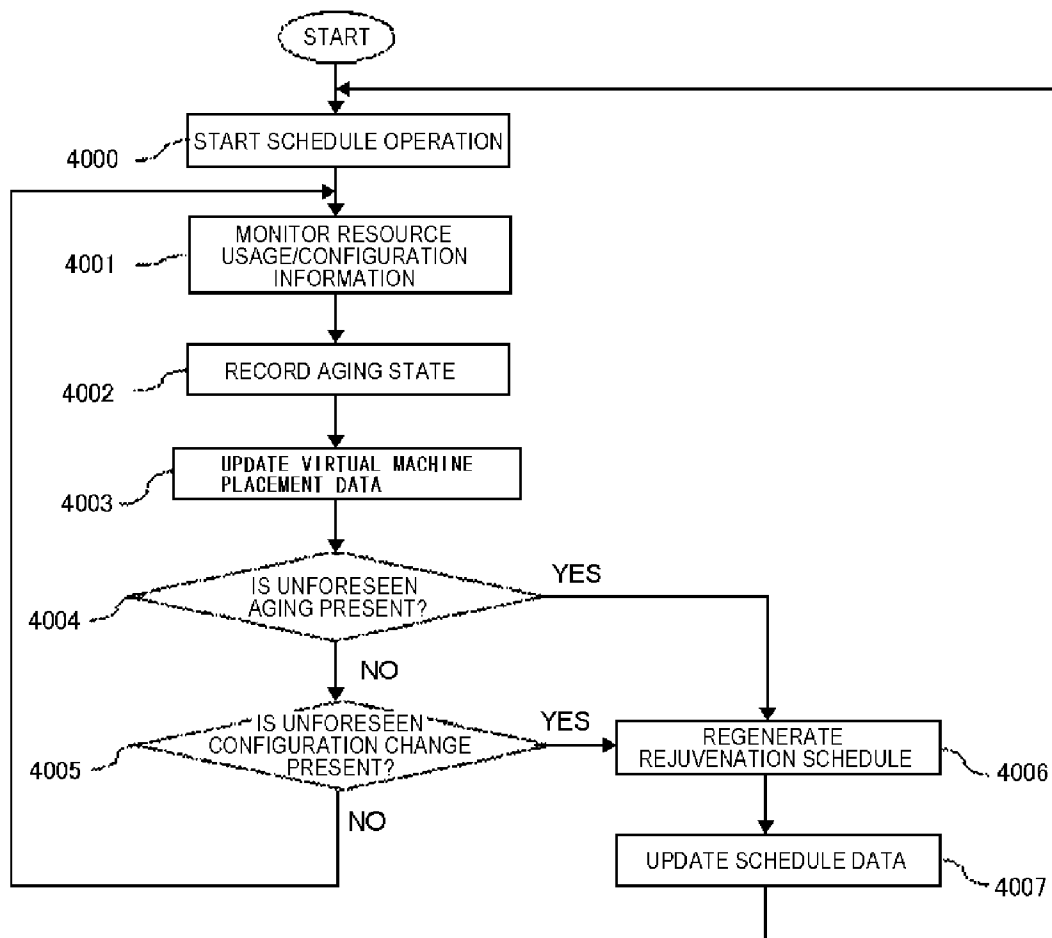 START
START SCHEDULE OPERATION
4000
MONITOR RESOURCE
USAGE/CONFIGURATION
INFORMATION
4001
RECORD AGING STATE
4002
UPDATE VIRTUAL MACHINE
PLACEMENT DATA
4003
IS UNFORESEEN
AGING PRESENT?
YES
4004
NO
IS UNFORESEEN
CONFIGURATION CHANGE
PRESENT?
YES
4005
NO
REGENERATE
REJUVENATION SCHEDULE
4006
UPDATE SCHEDULE DATA
4007